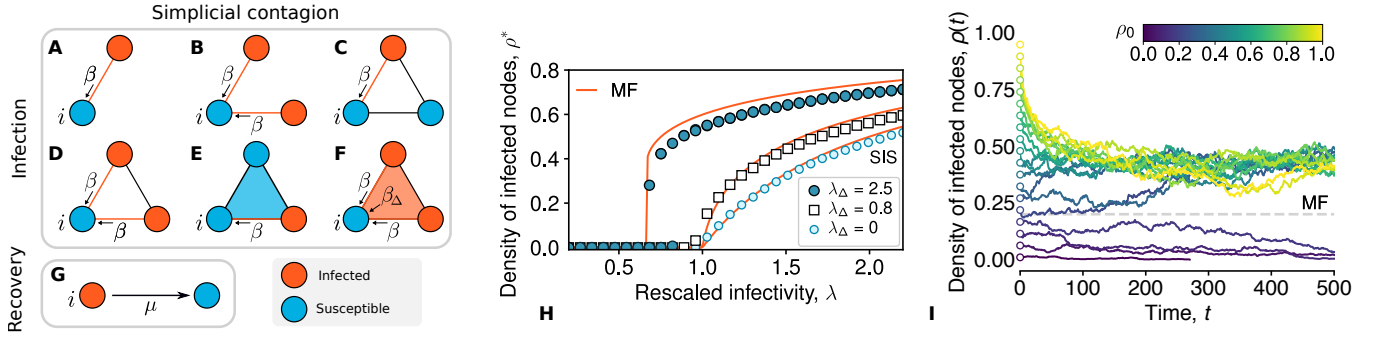 Simplicial contagion
Infection
A
β
i
B
β
i
β
C
β
i
D
β
i
β
E
i
β
F
β
β_Δ
i
β
Recovery
G
i
μ
Infected
Susceptible
Density of infected nodes, ρ*
0.8
0.6
0.4
0.2
0.0
MF
SIS
λ_Δ = 2.5
λ_Δ = 0.8
λ_Δ = 0
0.5 1.0 1.5 2.0
Rescaled infectivity, λ
H
Density of infected nodes, ρ(t)
1.00
0.75
0.50
0.25
0.00
ρ₀
0.0 0.2 0.4 0.6 0.8 1.0
MF
0 100 200 300 400 500
Time, t
I